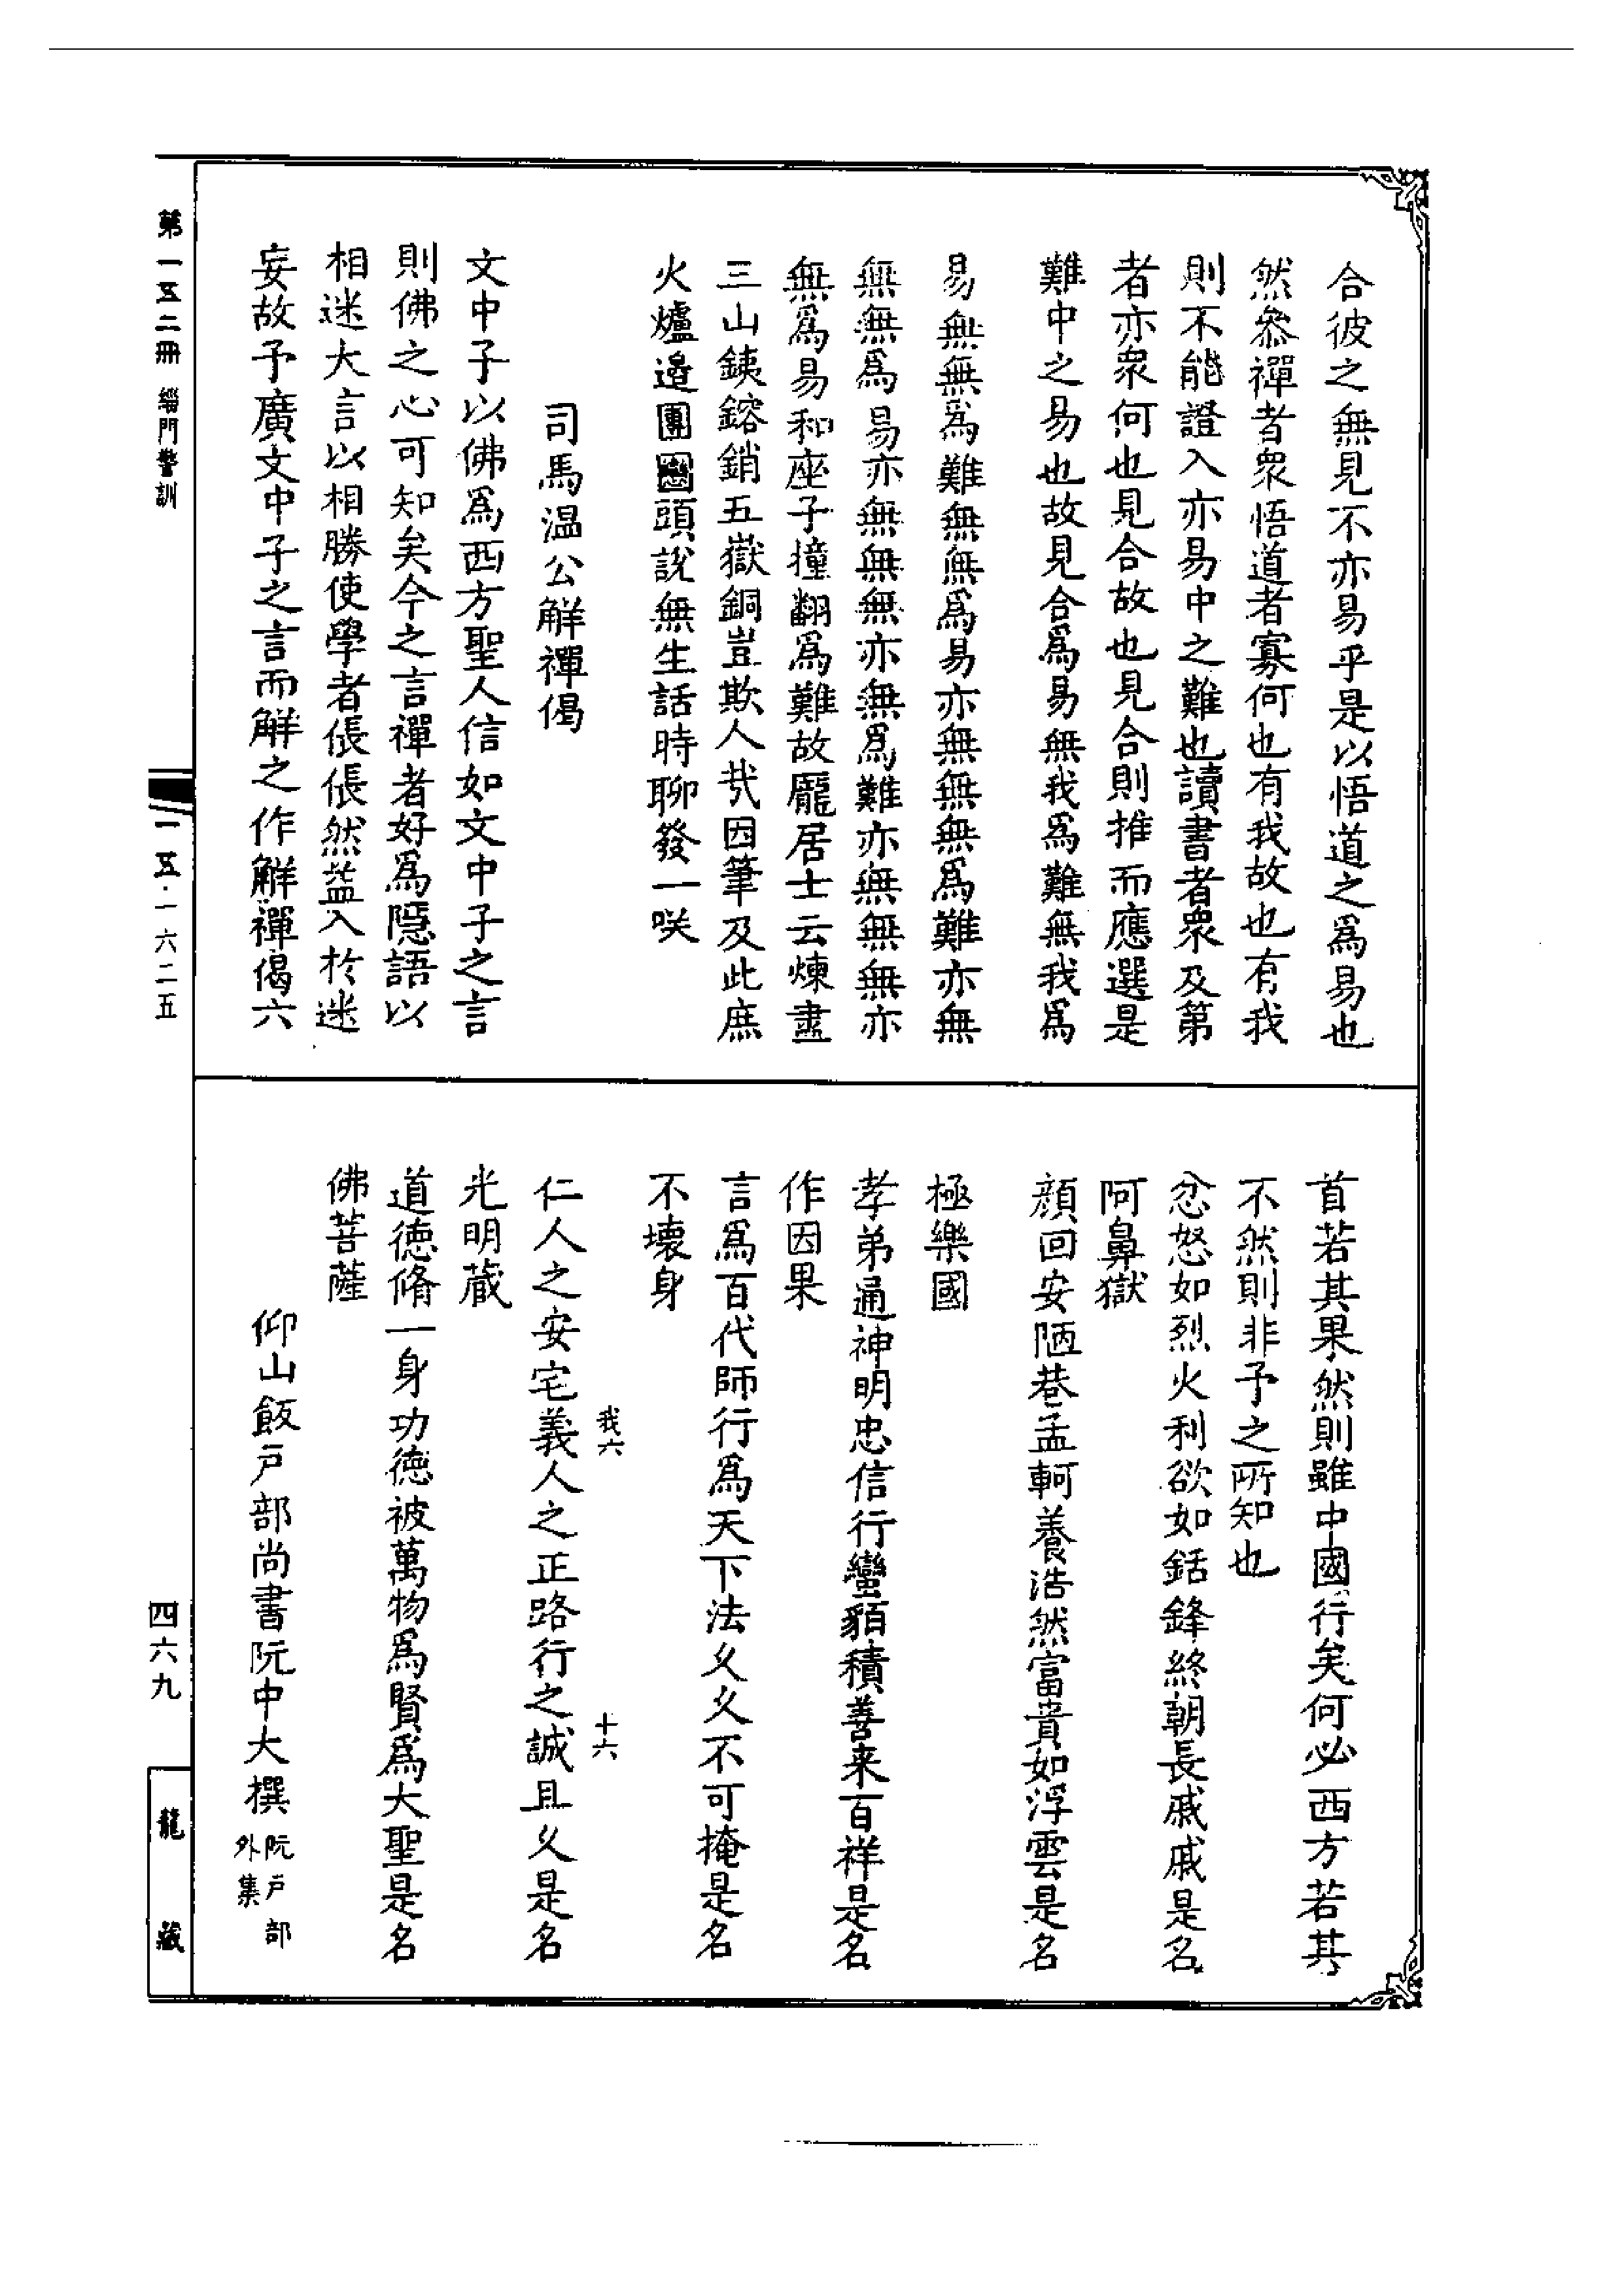 合彼之無見不亦易乎是以悟道之爲易也
然叅禪者衆悟道者寡何也有我故也有我
則不能證入亦易中之難也讀書者衆及第
者亦衆何也見合故也見合則推而應選是
難中之易也故見合爲易無我爲難無我爲
易無無爲難無無爲易亦無無無爲難亦無
無無爲易亦無無無亦無爲難亦無無無亦
無爲易和座子撞翻爲難故龐居士云煉盡
三山鐵鎔銷五嶽銅豈欺人㢤因筆及此庶
火爐邉團圞頭說無生話時聊發一咲
司馬温公解禪偈
文中子以佛爲西方聖人信如文中子之言
則佛之心可知矣今之言禪者好爲隱語以
相迷大言以相勝使學者倀倀然益入於迷
妄故予廣文中子之言而解之作解禪偈六
首若其果然則雖中國行矣何必西方若其
不然則非予之所知也
忿怒如烈火利欲如銛鋒終朝長戚戚是名
阿鼻獄
顏回安陋巷孟軻養浩然富貴如浮雲是名
極樂國
孝弟通神明忠信行蠻貊積善来百祥是名
作因果
言爲百代師行爲天下法乆乆不可掩是名
不壊身
我六
十六
仁人之安宅義人之正路行之誠且乆是名
光明蔵
道德脩一身功德被萬物爲賢爲大聖是名
佛菩薩
仰山飯戶部尚書阮中大撰 阮戶部
外集
第一五二冊 緇門警訓
一五·一六二五
四六九
龍藏